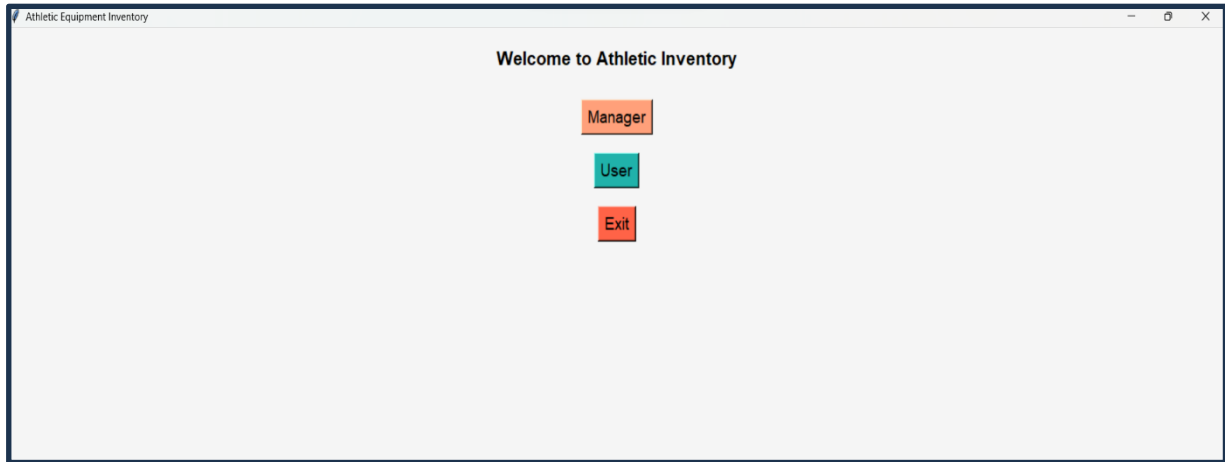 Athletic Equipment Inventory
Welcome to Athletic Inventory
Manager
User
Exit